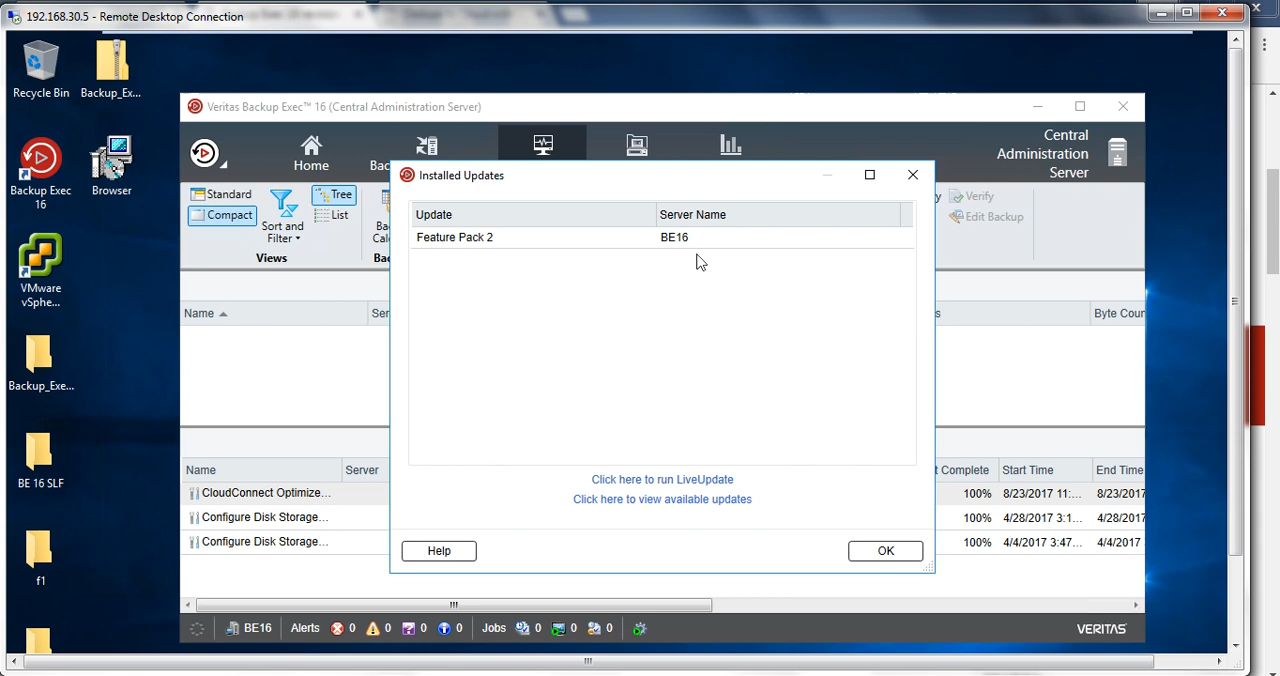 192.168.30.5 - Remote Desktop Connection
Recycle Bin
Backup_Ex...
Backup Exec
16
Browser
VMware
vSphe...
Backup_Exe...
BE 16 SLF
f1
Veritas Backup Exec™ 16 (Central Administration Server)
Home
Bac
Central
Administration
Server
Standard
Compact
Sort and
Filter
Tree
List
Views
Ba
Cal
Bac
y
Verify
Edit Backup
Name
Ser
s
Byte Coun
Installed Updates
Update
Server Name
Feature Pack 2
BE16
Click here to run LiveUpdate
Click here to view available updates
Help
OK
Name
Server
t Complete
Start Time
End Time
CloudConnect Optimize...
100%
8/23/2017 11:...
8/23/2017
Configure Disk Storage...
100%
4/28/2017 3:1...
4/28/2017
Configure Disk Storage...
100%
4/4/2017 3:47...
4/4/2017
BE16
Alerts
0
0
0
0
Jobs
0
0
0
VERITAS